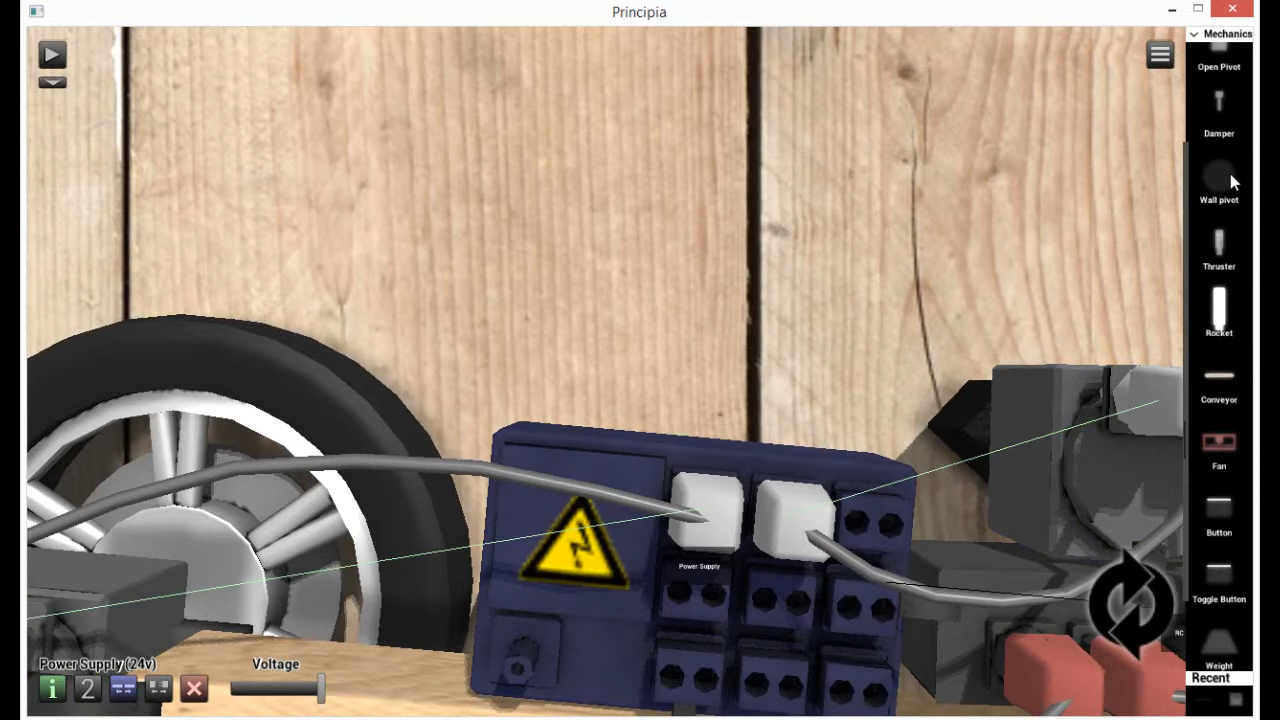 Principia
Mechanics
Open Pivot
Damper
Wall pivot
Thruster
Rocket
Conveyor
Fan
Button
Toggle Button
Weight
Recent
Power Supply
RC
Power Supply (24v)
Voltage
i
2